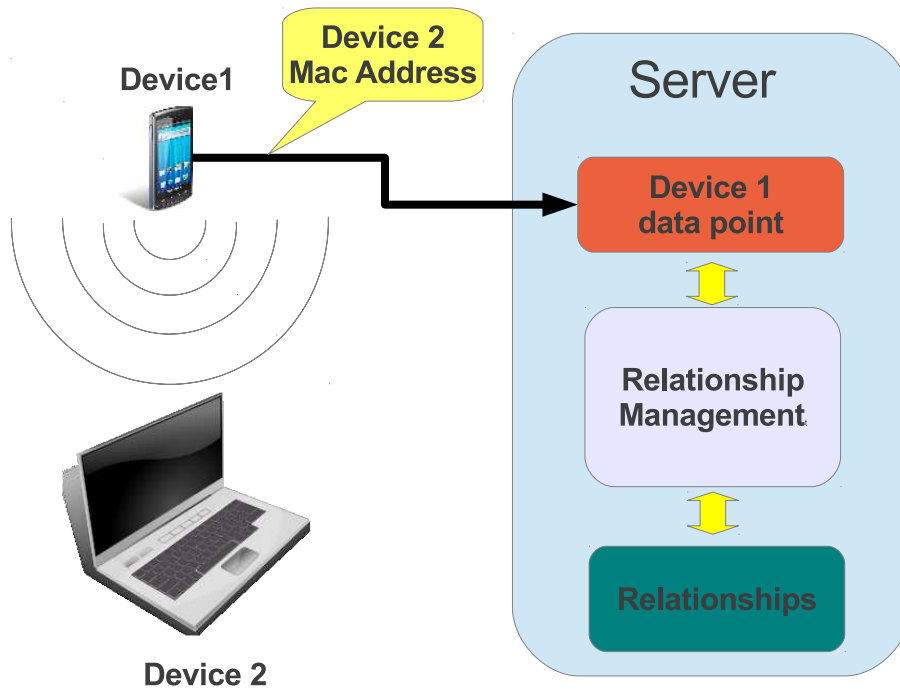 Device 2
Mac Address
Device1
Server
Device 1
data point
Relationship
Management
Relationships
Device 2